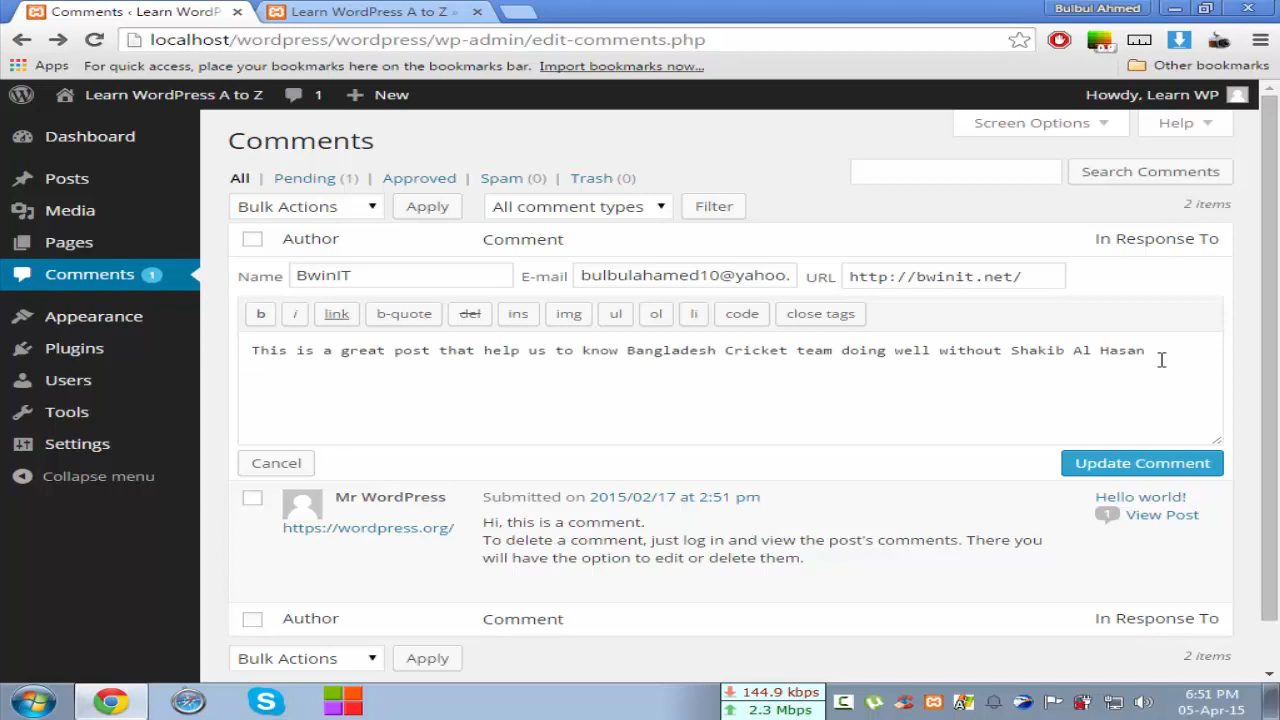 Comments ‹ Learn WordP
Learn WordPress A to Z
Bulbul Ahmed
localhost/wordpress/wordpress/wp-admin/edit-comments.php
Apps For quick access, place your bookmarks here on the bookmarks bar. Import bookmarks now... Other bookmarks
Learn WordPress A to Z 1 + New Howdy, Learn WP
Screen Options Help
Dashboard
Posts
Media
Pages
Comments 1
Appearance
Plugins
Users
Tools
Settings
Collapse menu
Comments
All | Pending (1) | Approved | Spam (0) | Trash (0)
Search Comments
Bulk Actions Apply All comment types Filter 2 items
Author Comment In Response To
Name BwinIT E-mail bulbulahamed10@yahoo. URL http://bwinit.net/
b i link b-quote del ins img ul ol li code close tags
This is a great post that help us to know Bangladesh Cricket team doing well without Shakib Al Hasan
Cancel Update Comment
Mr WordPress
https://wordpress.org/
Submitted on 2015/02/17 at 2:51 pm
Hi, this is a comment.
To delete a comment, just log in and view the post's comments. There you
will have the option to edit or delete them.
Hello world!
1 View Post
Author Comment In Response To
Bulk Actions Apply 2 items
144.9 kbps
2.3 Mbps
6:51 PM
05-Apr-15